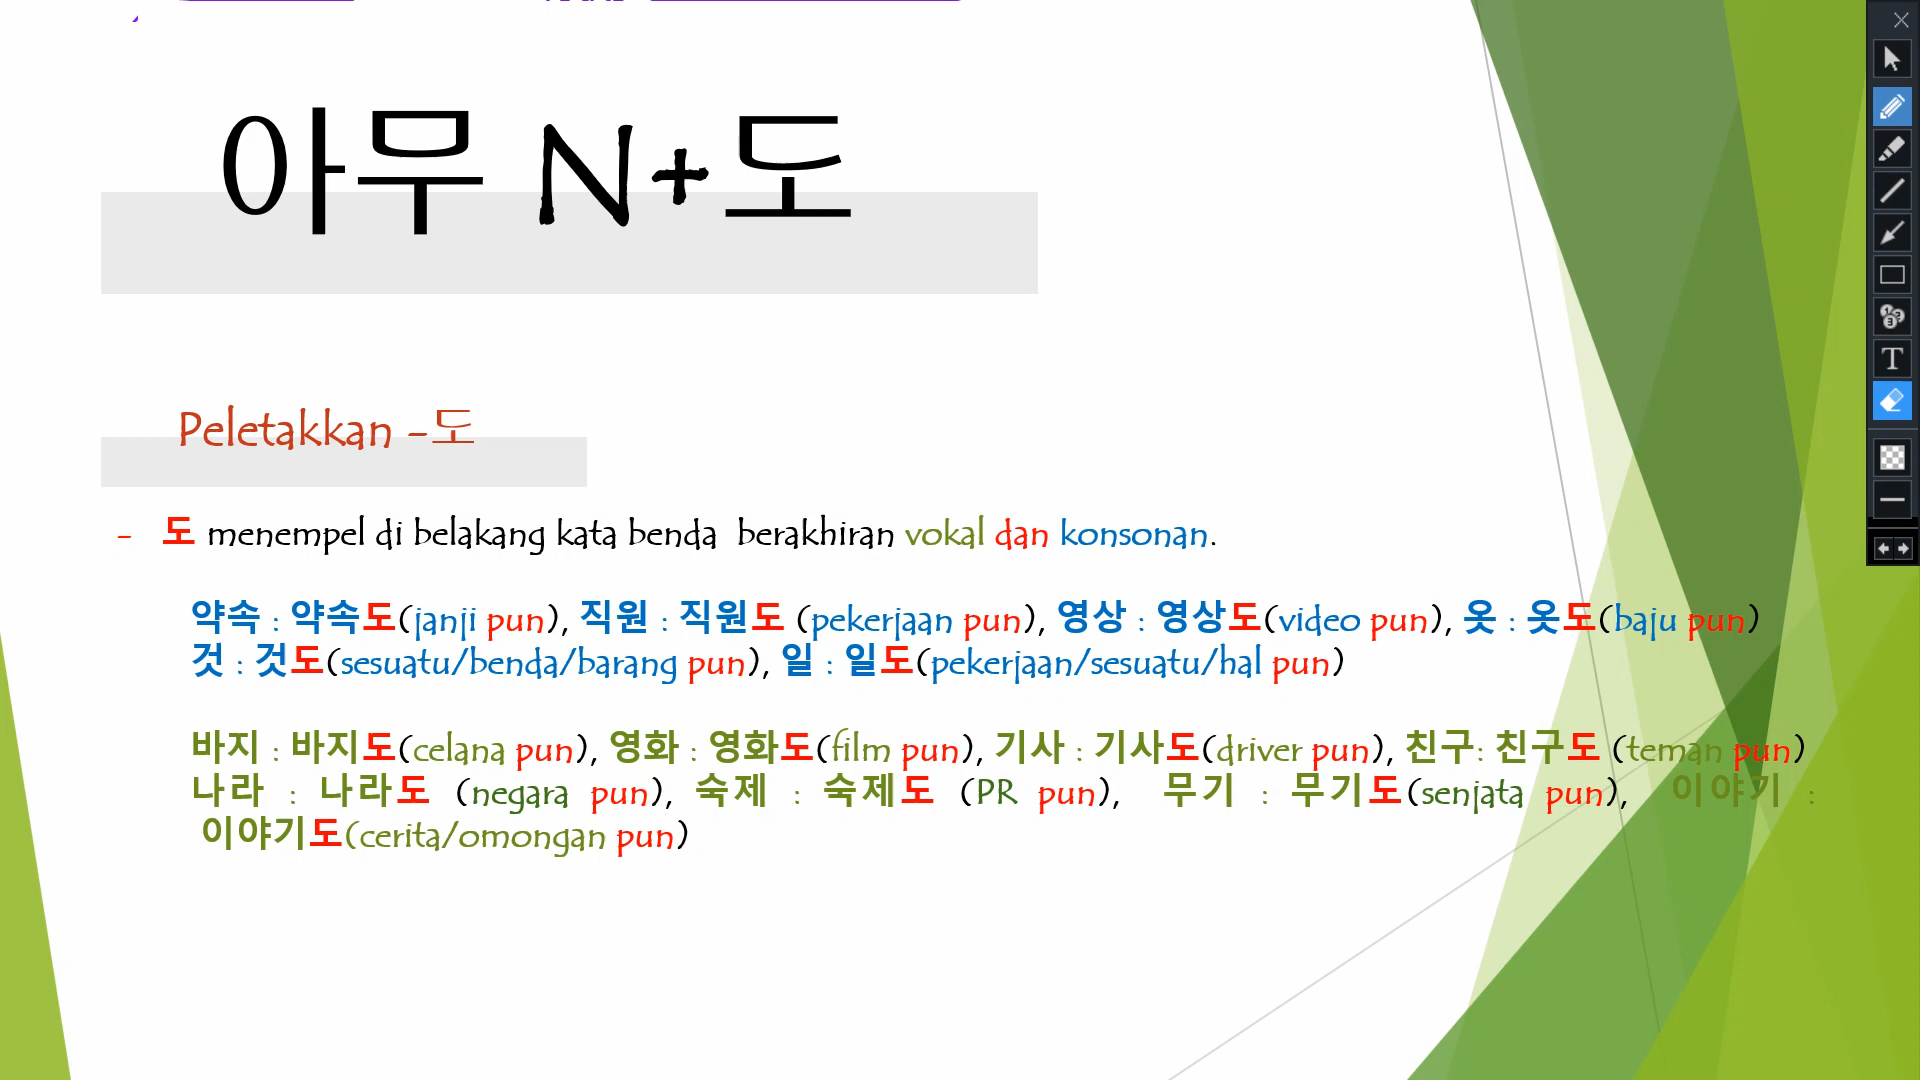 아무 N+도
Peletakkan -도
- 도 menempel di belakang kata benda berakhiran vokal dan konsonan.
약속 : 약속도(janji pun), 직원 : 직원도 (pekerjaan pun), 영상 : 영상도(video pun), 옷 : 옷도(baju pun)
것 : 것도(sesuatu/benda/barang pun), 일 : 일도(pekerjaan/sesuatu/hal pun)
바지 : 바지도(celana pun), 영화 : 영화도(film pun), 기사 : 기사도(driver pun), 친구: 친구도 (teman pun)
나라 : 나라도 (negara pun), 숙제 : 숙제도 (PR pun), 무기 : 무기도(senjata pun), 이야기 :
이야기도(cerita/omongan pun)